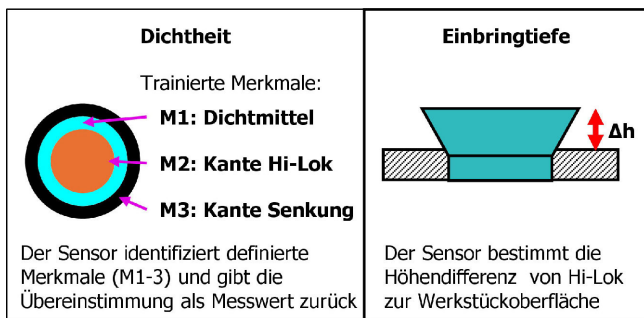 Dichtheit
Trainierte Merkmale:
M1: Dichtmittel
M2: Kante Hi-Lok
M3: Kante Senkung
Der Sensor identifiziert definierte
Merkmale (M1-3) und gibt die
Übereinstimmung als Messwert zurück
Einbringtiefe
Δh
Der Sensor bestimmt die
Höhendifferenz von Hi-Lok
zur Werkstückoberfläche